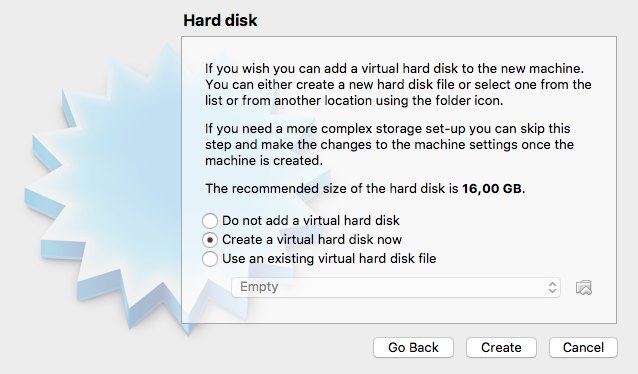 Hard disk
If you wish you can add a virtual hard disk to the new machine.
You can either create a new hard disk file or select one from the
list or from another location using the folder icon.
If you need a more complex storage set-up you can skip this
step and make the changes to the machine settings once the
machine is created.
The recommended size of the hard disk is 16,00 GB.
Do not add a virtual hard disk
Create a virtual hard disk now
Use an existing virtual hard disk file
Empty
Go Back Create Cancel